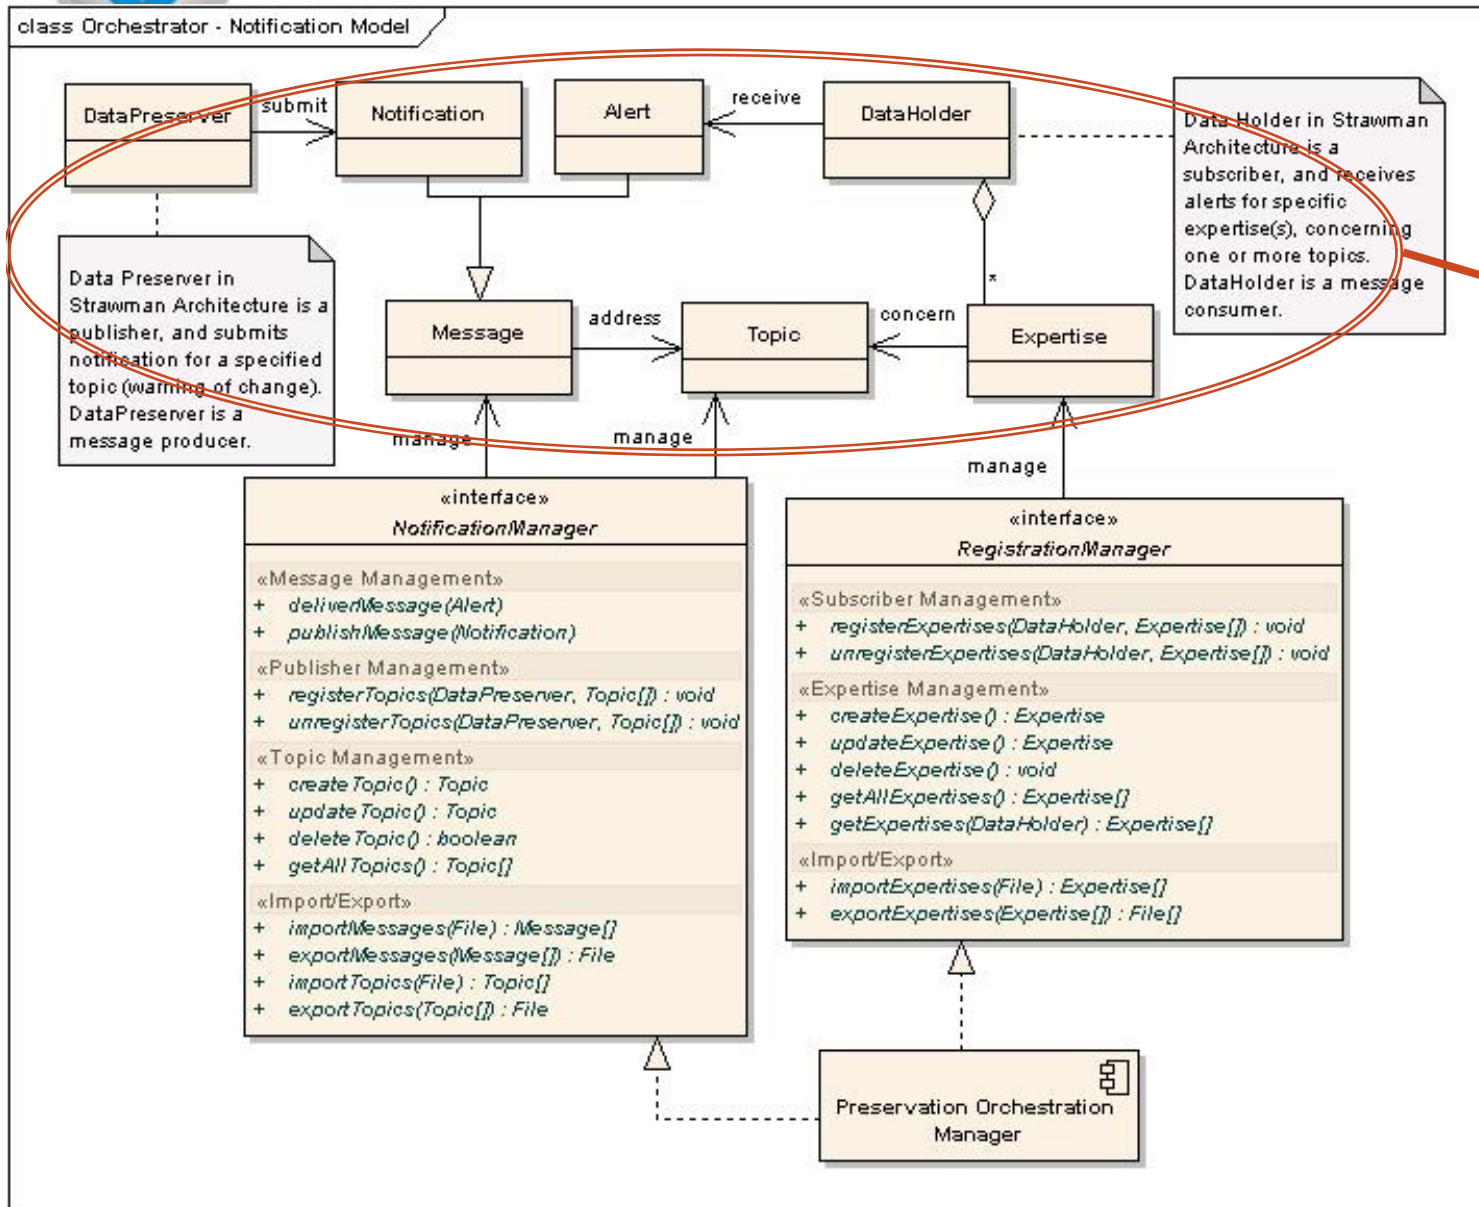 class Orchestrator - Notification Model
DataPreserver
submit
Notification
Alert
receive
DataHolder
Data Holder in Strawman
Architecture is a
subscriber, and receives
alerts for specific
expertise(s), concerning
one or more topics.
DataHolder is a message
consumer.
Data Preserver in
Strawman Architecture is a
publisher, and submits
notification for a specified
topic (warning of change).
DataPreserver is a
message producer.
*
Message
address
Topic
concern
Expertise
manage
manage
manage
«interface»
NotificationManager
«Message Management»
+ deliverMessage(Alert)
+ publishMessage(Notification)
«Publisher Management»
+ registerTopics(DataPreserver, Topic[]) : void
+ unregisterTopics(DataPreserver, Topic[]) : void
«Topic Management»
+ createTopic() : Topic
+ updateTopic() : Topic
+ deleteTopic() : boolean
+ getAllTopics() : Topic[]
«Import/Export»
+ importMessages(File) : Message[]
+ exportMessages(Message[]) : File
+ importTopics(File) : Topic[]
+ exportTopics(Topic[]) : File
«interface»
RegistrationManager
«Subscriber Management»
+ registerExpertises(DataHolder, Expertise[]) : void
+ unregisterExpertises(DataHolder, Expertise[]) : void
«Expertise Management»
+ createExpertise() : Expertise
+ updateExpertise() : Expertise
+ deleteExpertise() : void
+ getAllExpertises() : Expertise[]
+ getExpertises(DataHolder) : Expertise[]
«Import/Export»
+ importExpertises(File) : Expertise[]
+ exportExpertises(Expertise[]) : File[]
Preservation Orchestration
Manager